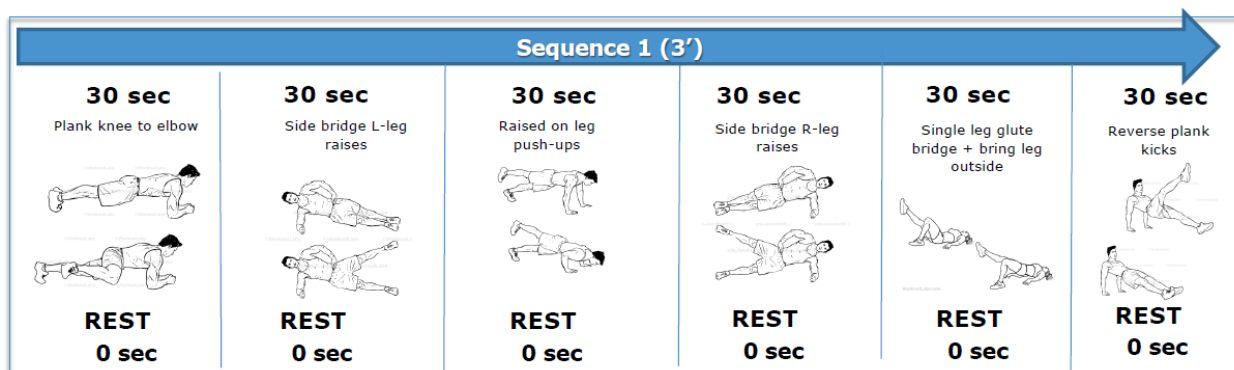 Sequence 1 (3’)
30 sec
Plank knee to elbow
REST
0 sec
30 sec
Side bridge L-leg
raises
REST
0 sec
30 sec
Raised on leg
push-ups
REST
0 sec
30 sec
Side bridge R-leg
raises
REST
0 sec
30 sec
Single leg glute
bridge + bring leg
outside
REST
0 sec
30 sec
Reverse plank
kicks
REST
0 sec